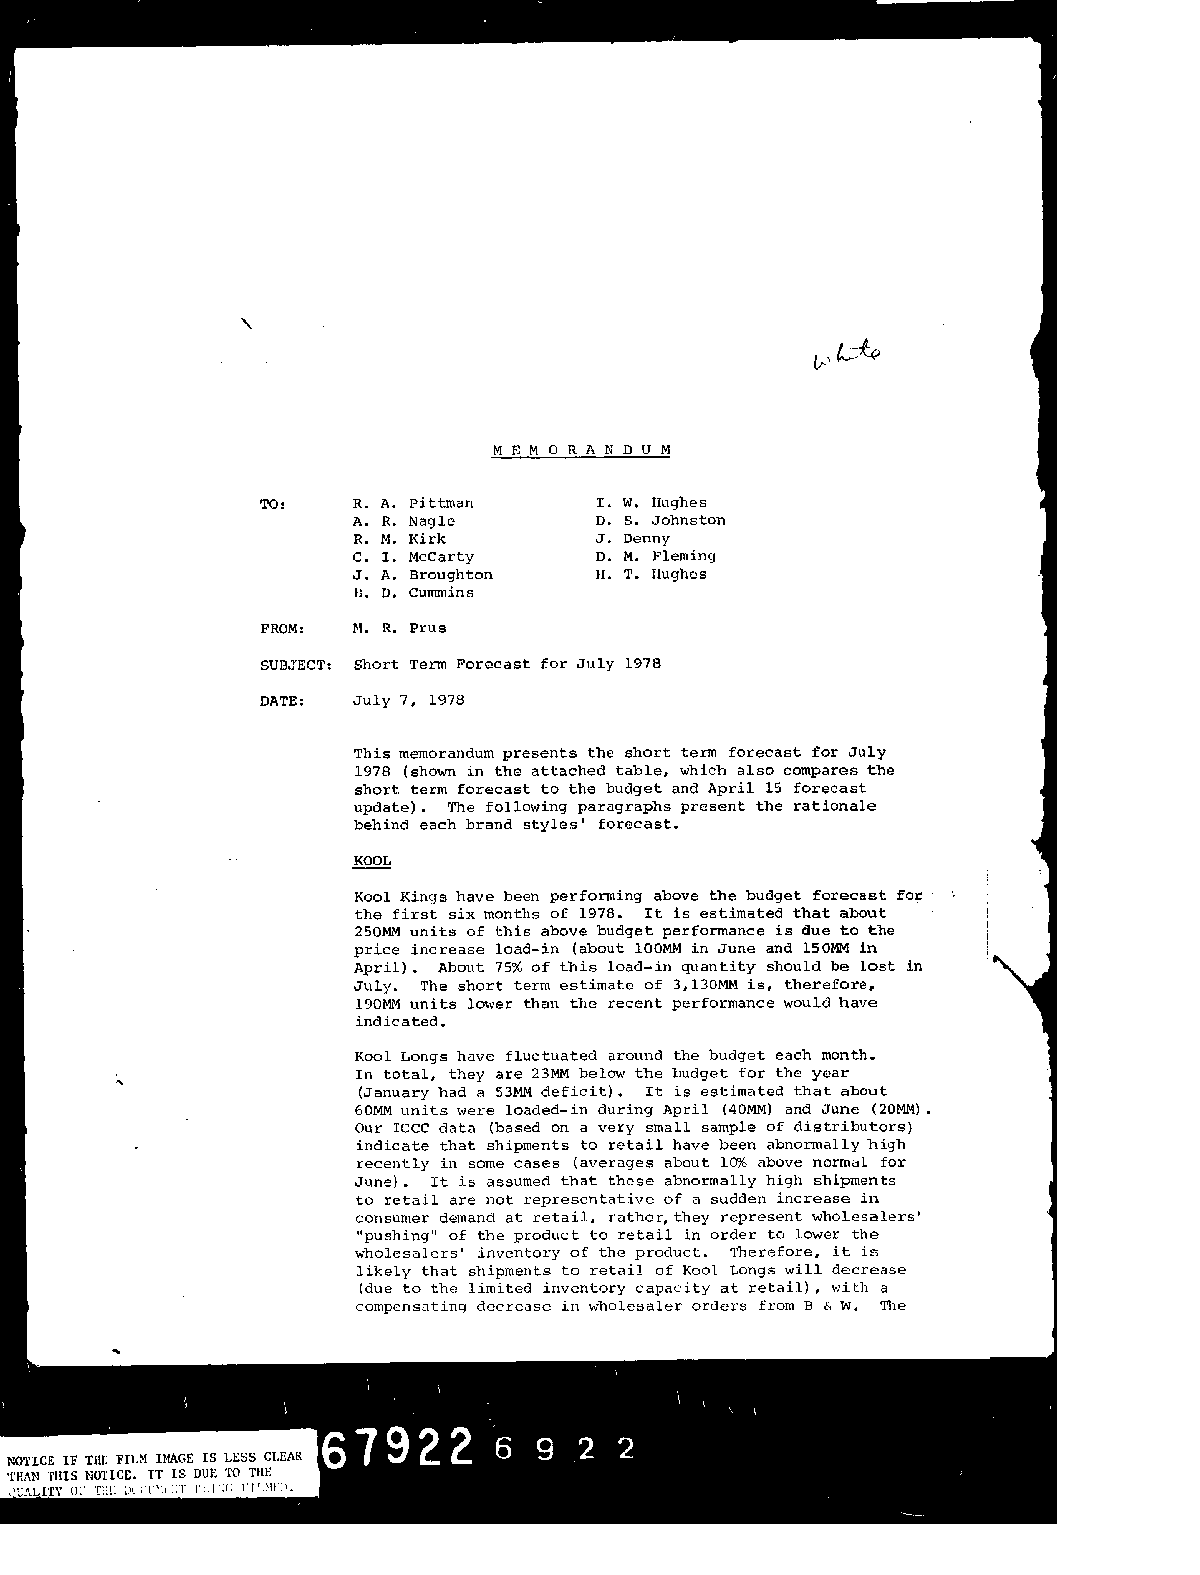 white
M E M O R A N D U M
TO: R. A. Pittman I. W. Hughes
A. R. Nagle D. S. Johnston
R. M. Kirk J. Denny
C. I. McCarty D. M. Fleming
J. A. Broughton H. T. Hughes
D. Cummins
FROM: M. R. Prus
SUBJECT: Short Term Forecast for July 1978
DATE: July 7, 1978
This memorandum presents the short term forecast for July
1978 (shown in the attached table, which also compares the
short term forecast to the budget and April 15 forecast
update). The following paragraphs present the rationale
behind each brand styles' forecast.
KOOL
Kool Kings have been performing above the budget forecast for
the first six months of 1978. It is estimated that about
250MM units of this above budget performance is due to the
price increase load-in (about 100MM in June and 150MM in
April). About 75% of this load-in quantity should be lost in
July. The short term estimate of 3,130MM is, therefore,
190MM units lower than the recent performance would have
indicated.
Kool Longs have fluctuated around the budget each month.
In total, they are 23MM below the budget for the year
(January had a 53MM deficit). It is estimated that about
60MM units were loaded-in during April (40MM) and June (20MM).
Our ICCC data (based on a very small sample of distributors)
indicate that shipments to retail have been abnormally high
recently in some cases (averages about 10% above normal for
June). It is assumed that these abnormally high shipments
to retail are not representative of a sudden increase in
consumer demand at retail, rather, they represent wholesalers'
"pushing" of the product to retail in order to lower the
wholesalers' inventory of the product. Therefore, it is
likely that shipments to retail of Kool Longs will decrease
(due to the limited inventory capacity at retail), with a
compensating decrease in wholesaler orders from B & W. The
67922 6922
NOTICE IF THE FILM IMAGE IS LESS CLEAR
THAN THIS NOTICE. IT IS DUE TO THE
QUALITY OF THE DOCUMENT BEING FILMED.